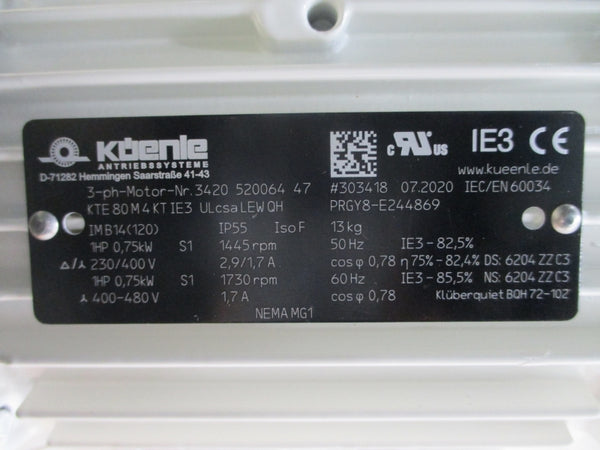 Küenle
ANTRIEBSSYSTEME
D-71282 Hemmingen Saarstraße 41-43
c RU us IE3 CE
www.kueenle.de
3-ph-Motor-Nr.3420 520064 47 #303418 07.2020 IEC/EN 60034
KTE 80 M 4 KT IE3 ULcsa LEW QH PRGY8-E244869
IM B14(120) IP55 Iso F 13 kg
1HP 0,75kW S1 1445 rpm 50 Hz IE3 - 82,5%
△/⅄ 230/400 V 2,9/1,7 A cos φ 0,78 η 75% - 82,4% DS: 6204 ZZ C3
1HP 0,75kW S1 1730 rpm 60 Hz IE3 - 85,5% NS: 6204 ZZ C3
⅄ 400-480 V 1,7 A cos φ 0,78 Klüberquiet BQH 72-102
NEMA MG1